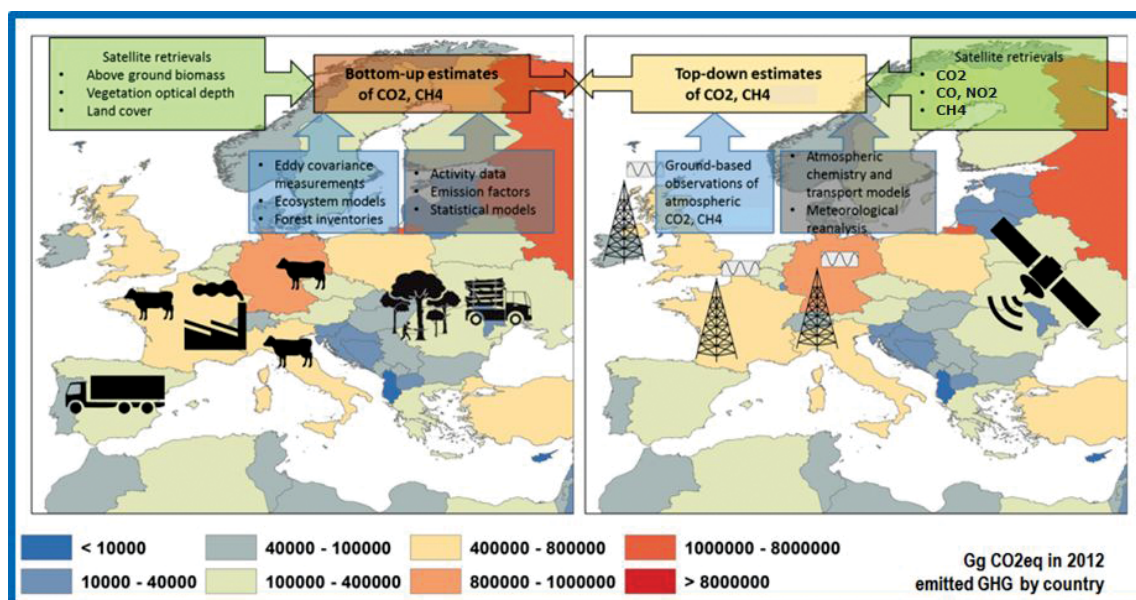 Satellite retrievals
• Above ground biomass
• Vegetation optical depth
• Land cover
Bottom-up estimates
of CO2, CH4
• Eddy covariance
measurements
• Ecosystem models
• Forest inventories
• Activity data
• Emission factors
• Statistical models
Top-down estimates
of CO2, CH4
Satellite retrievals
• CO2
• CO, NO2
• CH4
Ground-based
observations of
atmospheric
CO2, CH4
• Atmospheric
chemistry and
transport models
• Meteorological
reanalysis
< 10000
40000 - 100000
400000 - 800000
1000000 - 8000000
10000 - 40000
100000 - 400000
800000 - 1000000
> 8000000
Gg CO2eq in 2012
emitted GHG by country